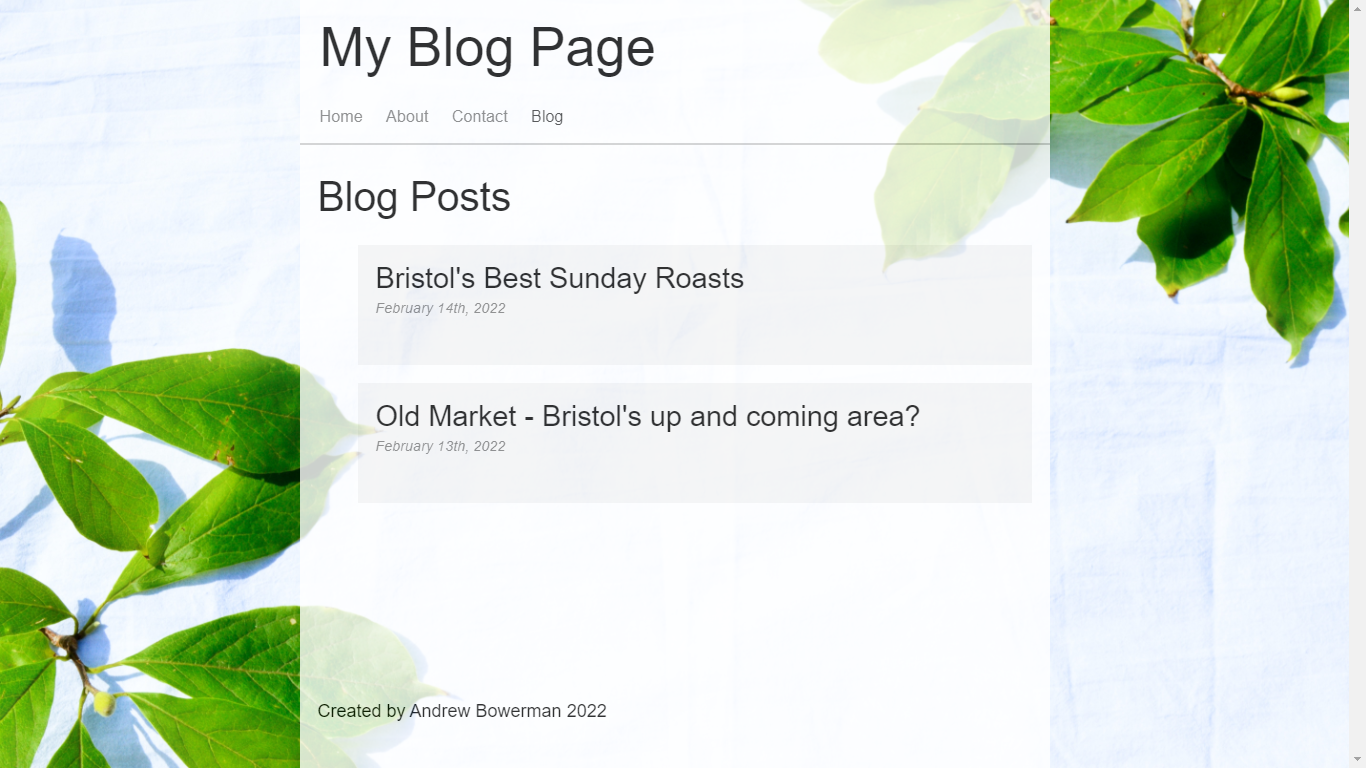 My Blog Page
Home About Contact Blog
Blog Posts
Bristol's Best Sunday Roasts
February 14th, 2022
Old Market - Bristol's up and coming area?
February 13th, 2022
Created by Andrew Bowerman 2022